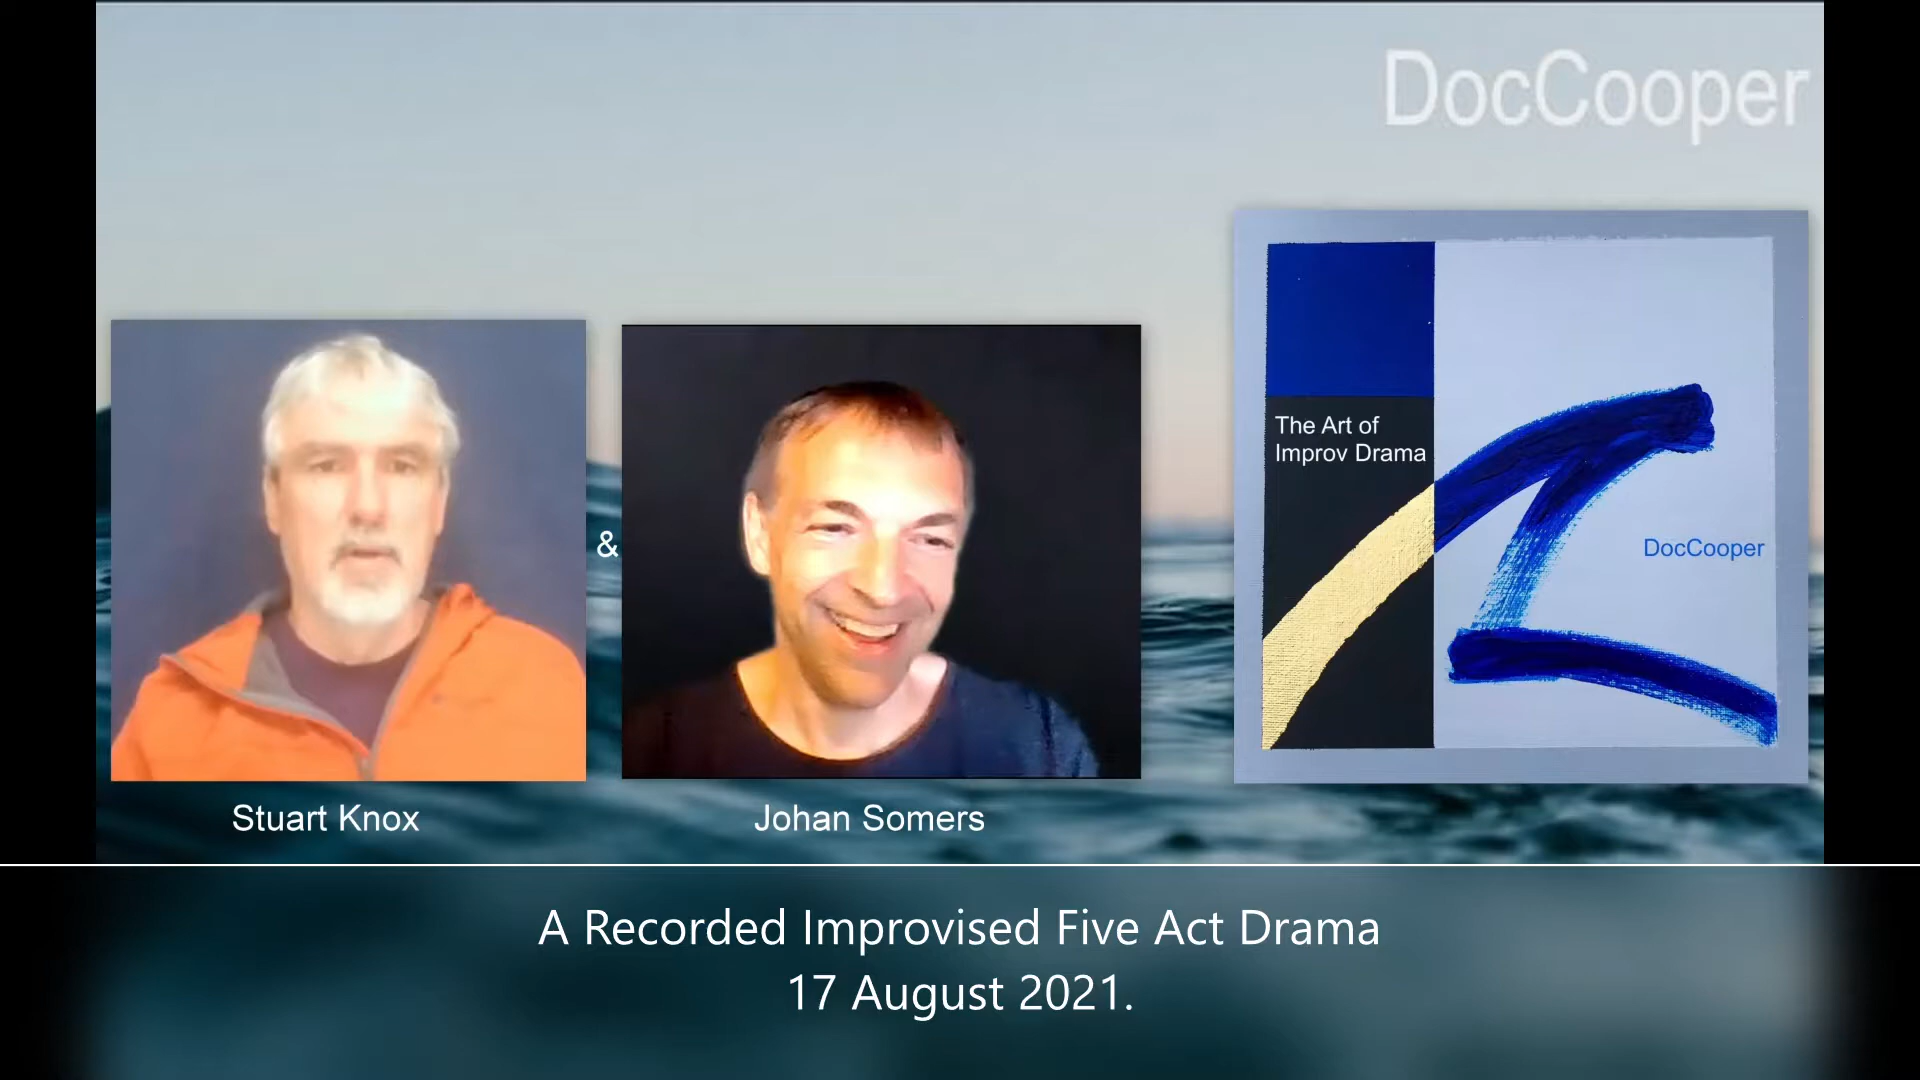 DocCooper
The Art of
Improv Drama
DocCooper
&
Stuart Knox
Johan Somers
A Recorded Improvised Five Act Drama
17 August 2021.